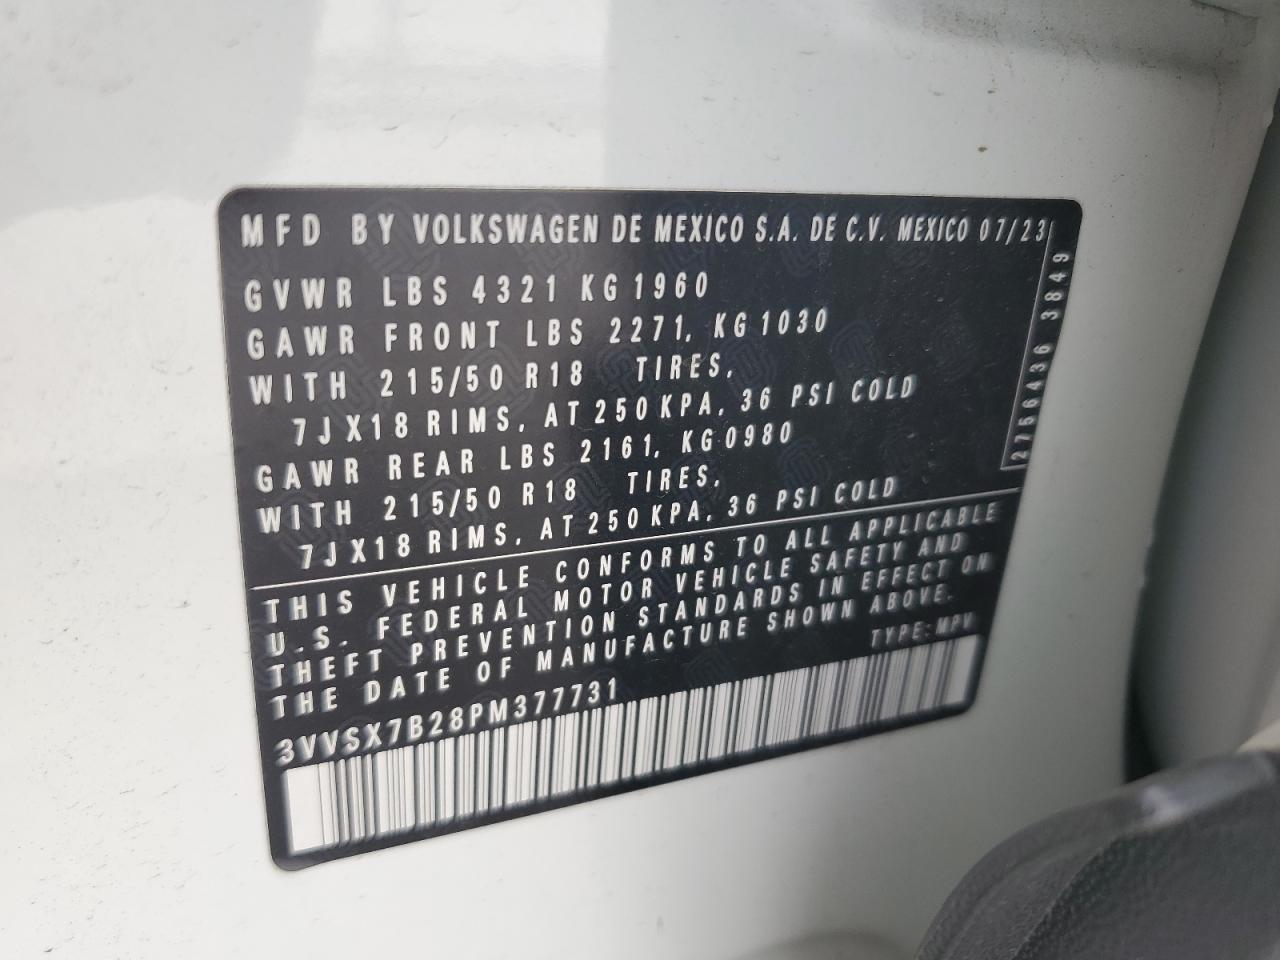 MFD BY VOLKSWAGEN DE MEXICO S.A. DE C.V. MEXICO 07/23
GVWR LBS 4321 KG 1960
GAWR FRONT LBS 2271, KG 1030
WITH 215/50 R18 TIRES,
7JX18 RIMS, AT 250 KPA, 36 PSI COLD
GAWR REAR LBS 2161, KG 0980
WITH 215/50 R18 TIRES,
7JX18 RIMS, AT 250 KPA, 36 PSI COLD
2756436 3849
THIS VEHICLE CONFORMS TO ALL APPLICABLE
U.S. FEDERAL MOTOR VEHICLE SAFETY AND
THEFT PREVENTION STANDARDS IN EFFECT ON
THE DATE OF MANUFACTURE SHOWN ABOVE.
3VVSX7B28PM377731 TYPE: MPV